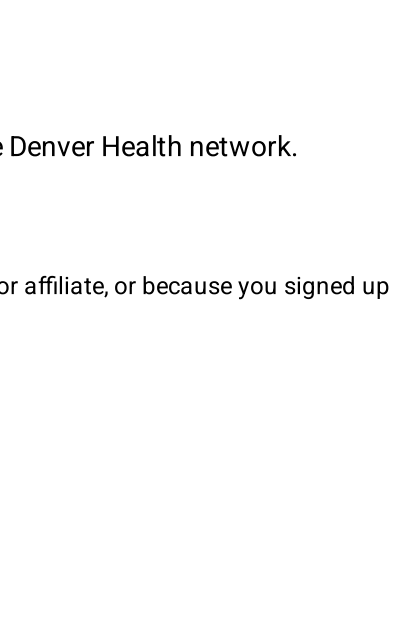 Denver Health network.
or affiliate, or because you signed up